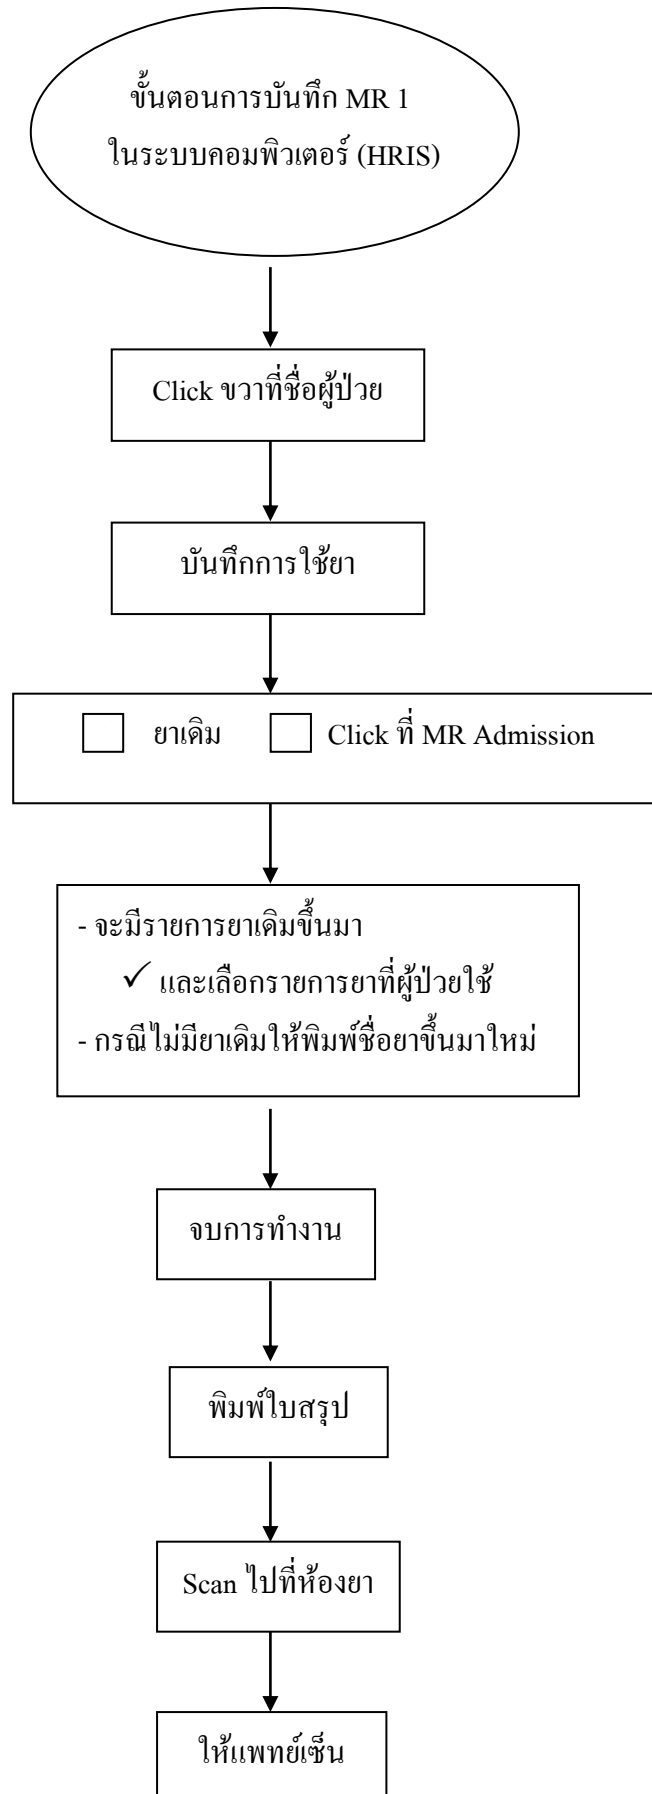 ขั้นตอนการบันทึก MR 1
ในระบบคอมพิวเตอร์ (HRIS)
Click ขวาที่ชื่อผู้ป่วย
บันทึกการใช้ยา
ยาเดิม Click ที่ MR Admission
- จะมีรายการยาเดิมขึ้นมา
✓ และเลือกรายการยาที่ผู้ป่วยใช้
- กรณีไม่มียาเดิมให้พิมพ์ชื่อยาขึ้นมาใหม่
จบการทำงาน
พิมพ์ใบสรุป
Scan ไปที่ห้องยา
ให้แพทย์เซ็น